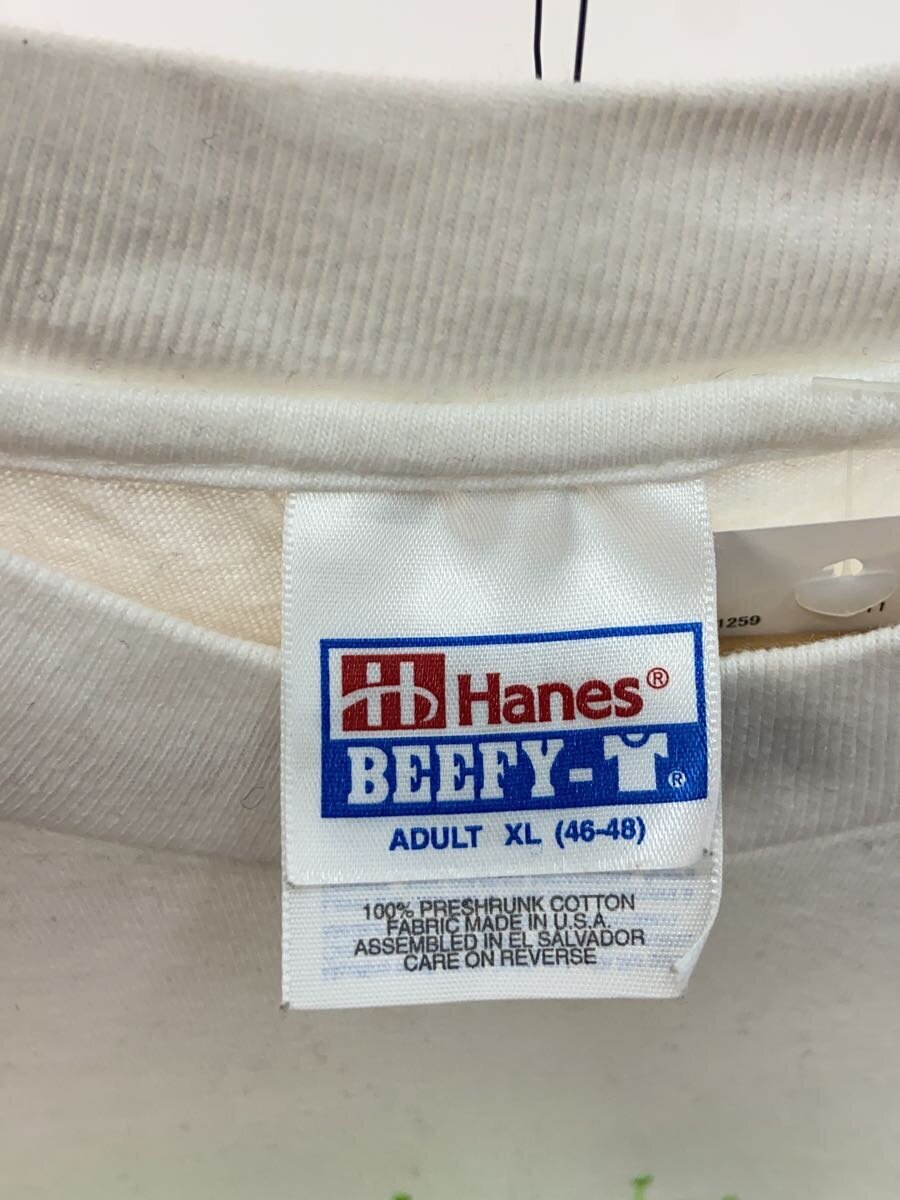 Hanes®
BEEFY-T®
ADULT XL (46-48)
100% PRESHRUNK COTTON
FABRIC MADE IN U.S.A.
ASSEMBLED IN EL SALVADOR
CARE ON REVERSE
1259